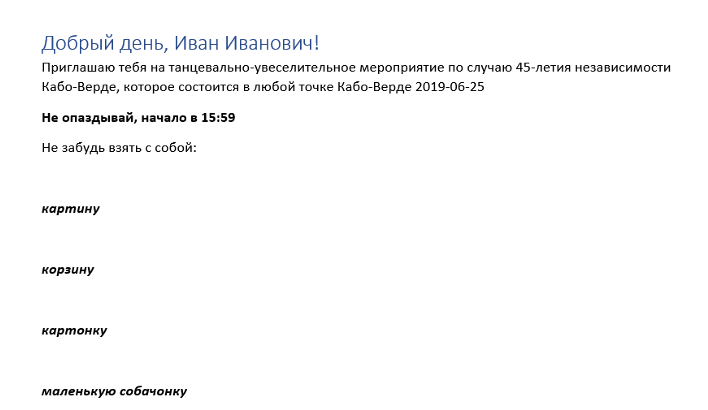 Добрый день, Иван Иванович!
Приглашаю тебя на танцевально-увеселительное мероприятие по случаю 45-летия независимости
Кабо-Верде, которое состоится в любой точке Кабо-Верде 2019-06-25
Не опаздывай, начало в 15:59
Не забудь взять с собой:
картину
корзину
картонку
маленькую собачонку